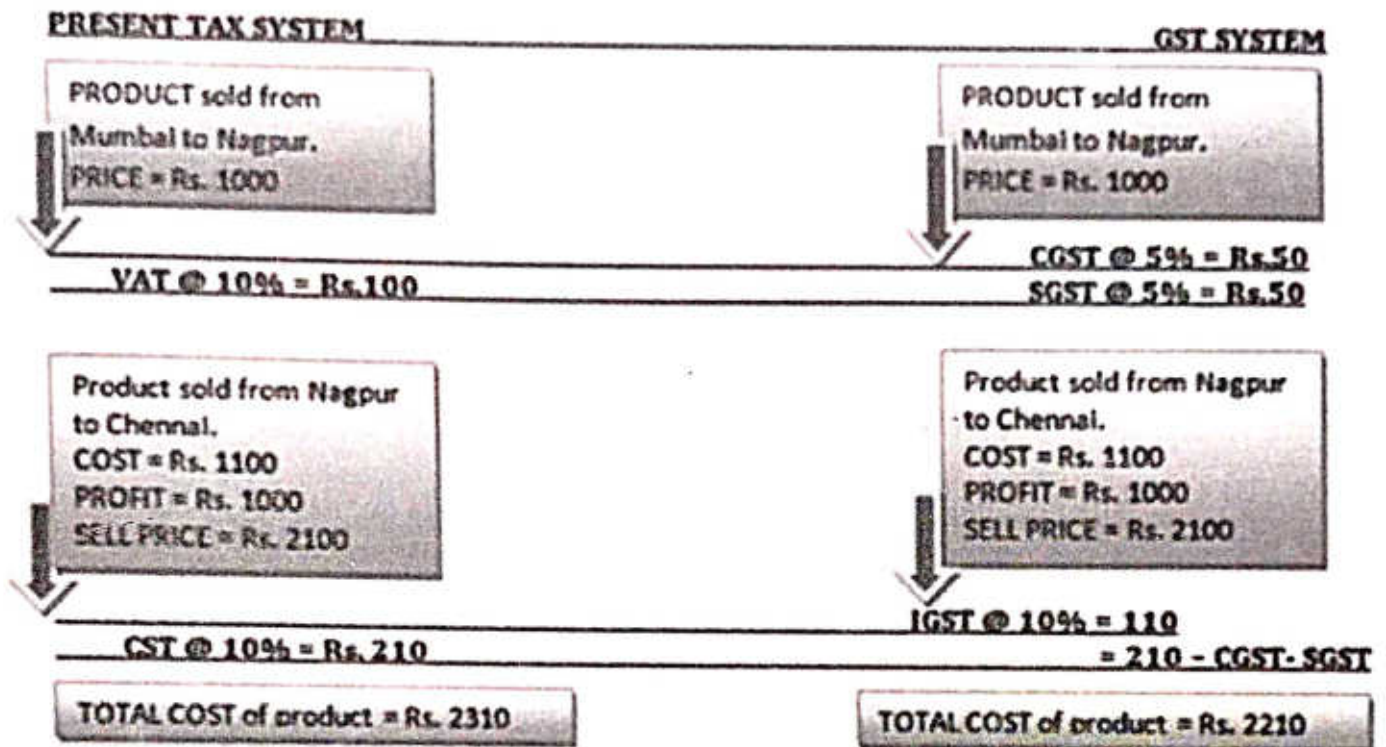 PRESENT TAX SYSTEM
GST SYSTEM
PRODUCT sold from
Mumbai to Nagpur.
PRICE = Rs. 1000
PRODUCT sold from
Mumbai to Nagpur.
PRICE = Rs. 1000
VAT @ 10% = Rs.100
CGST @ 5% = Rs.50
SGST @ 5% = Rs.50
Product sold from Nagpur
to Chennai.
COST = Rs. 1100
PROFIT = Rs. 1000
SELL PRICE = Rs. 2100
Product sold from Nagpur
to Chennai.
COST = Rs. 1100
PROFIT = Rs. 1000
SELL PRICE = Rs. 2100
CST @ 10% = Rs. 210
IGST @ 10% = 110
= 210 - CGST- SGST
TOTAL COST of product = Rs. 2310
TOTAL COST of product = Rs. 2210